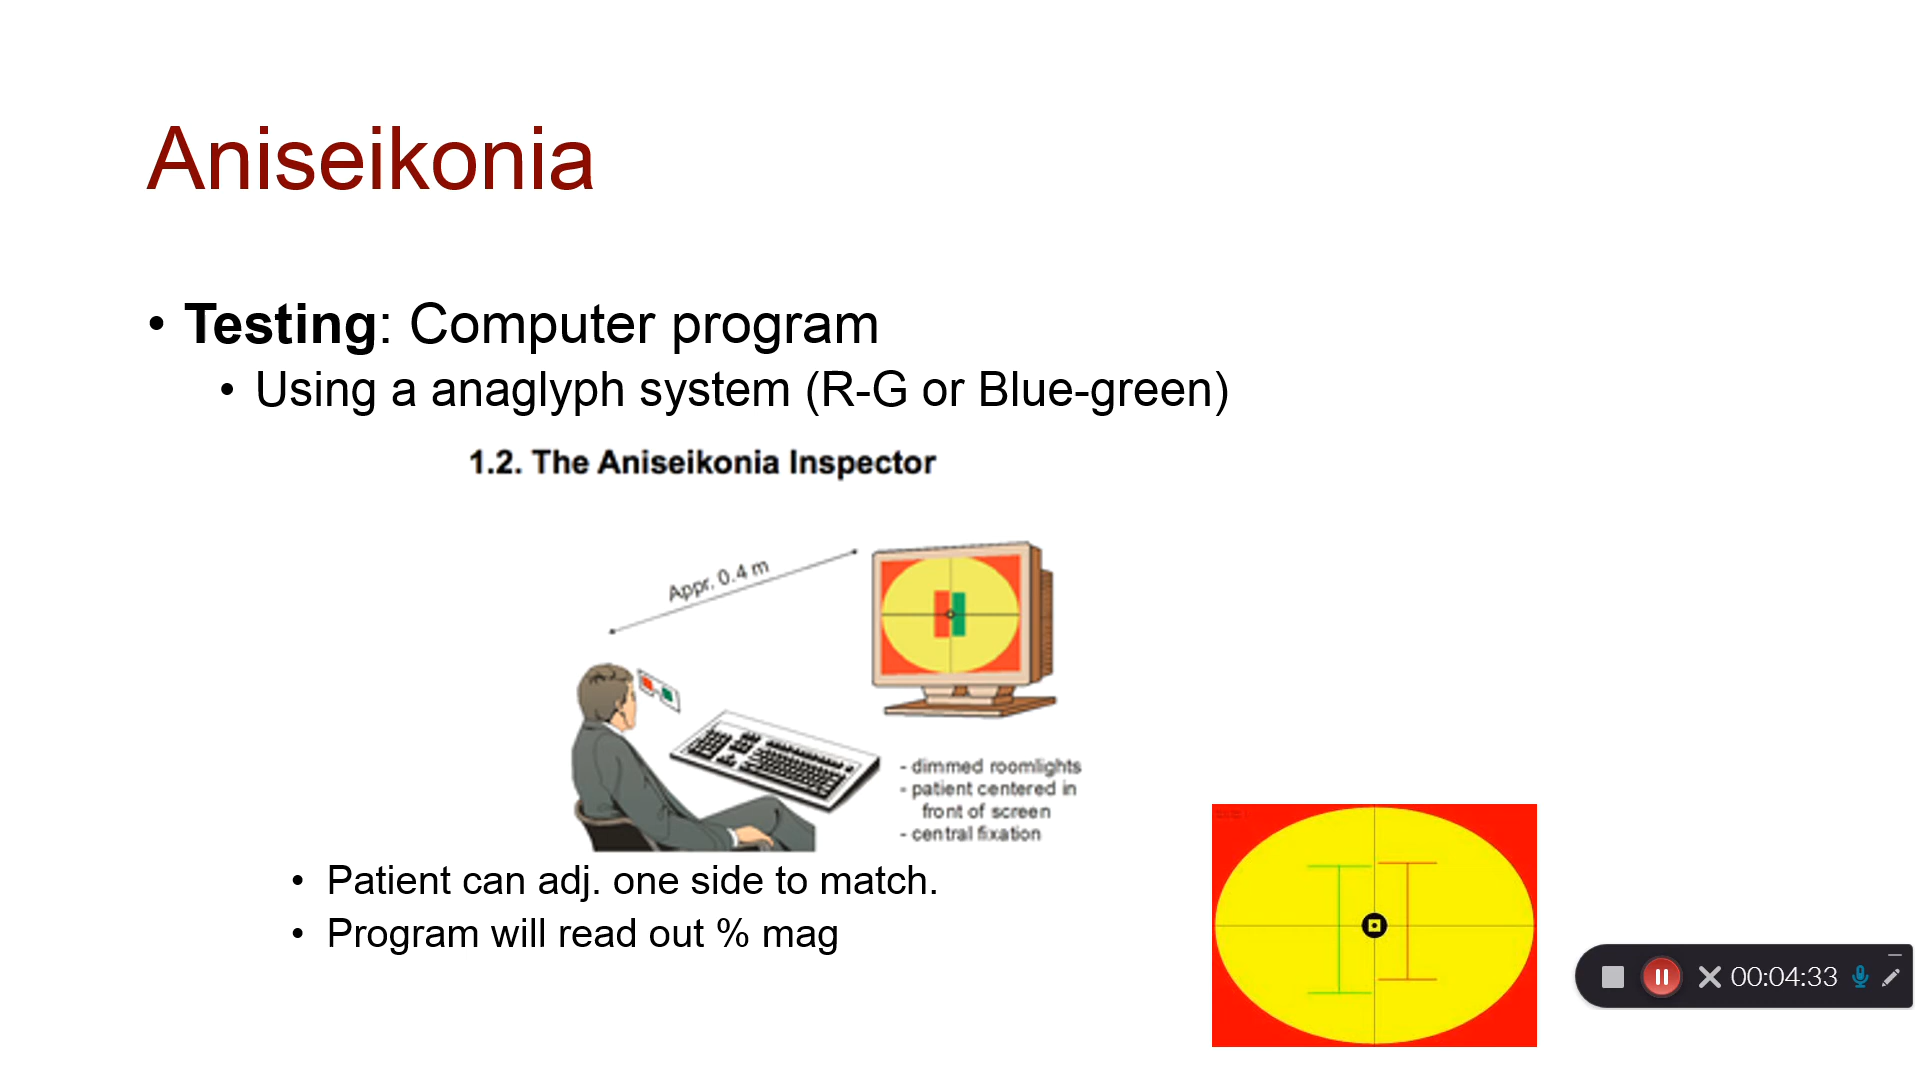 Aniseikonia
• Testing: Computer program
• Using a anaglyph system (R-G or Blue-green)
1.2. The Aniseikonia Inspector
Appr. 0.4 m
- dimmed roomlights
- patient centered in
front of screen
- central fixation
• Patient can adj. one side to match.
• Program will read out % mag
00:04:33